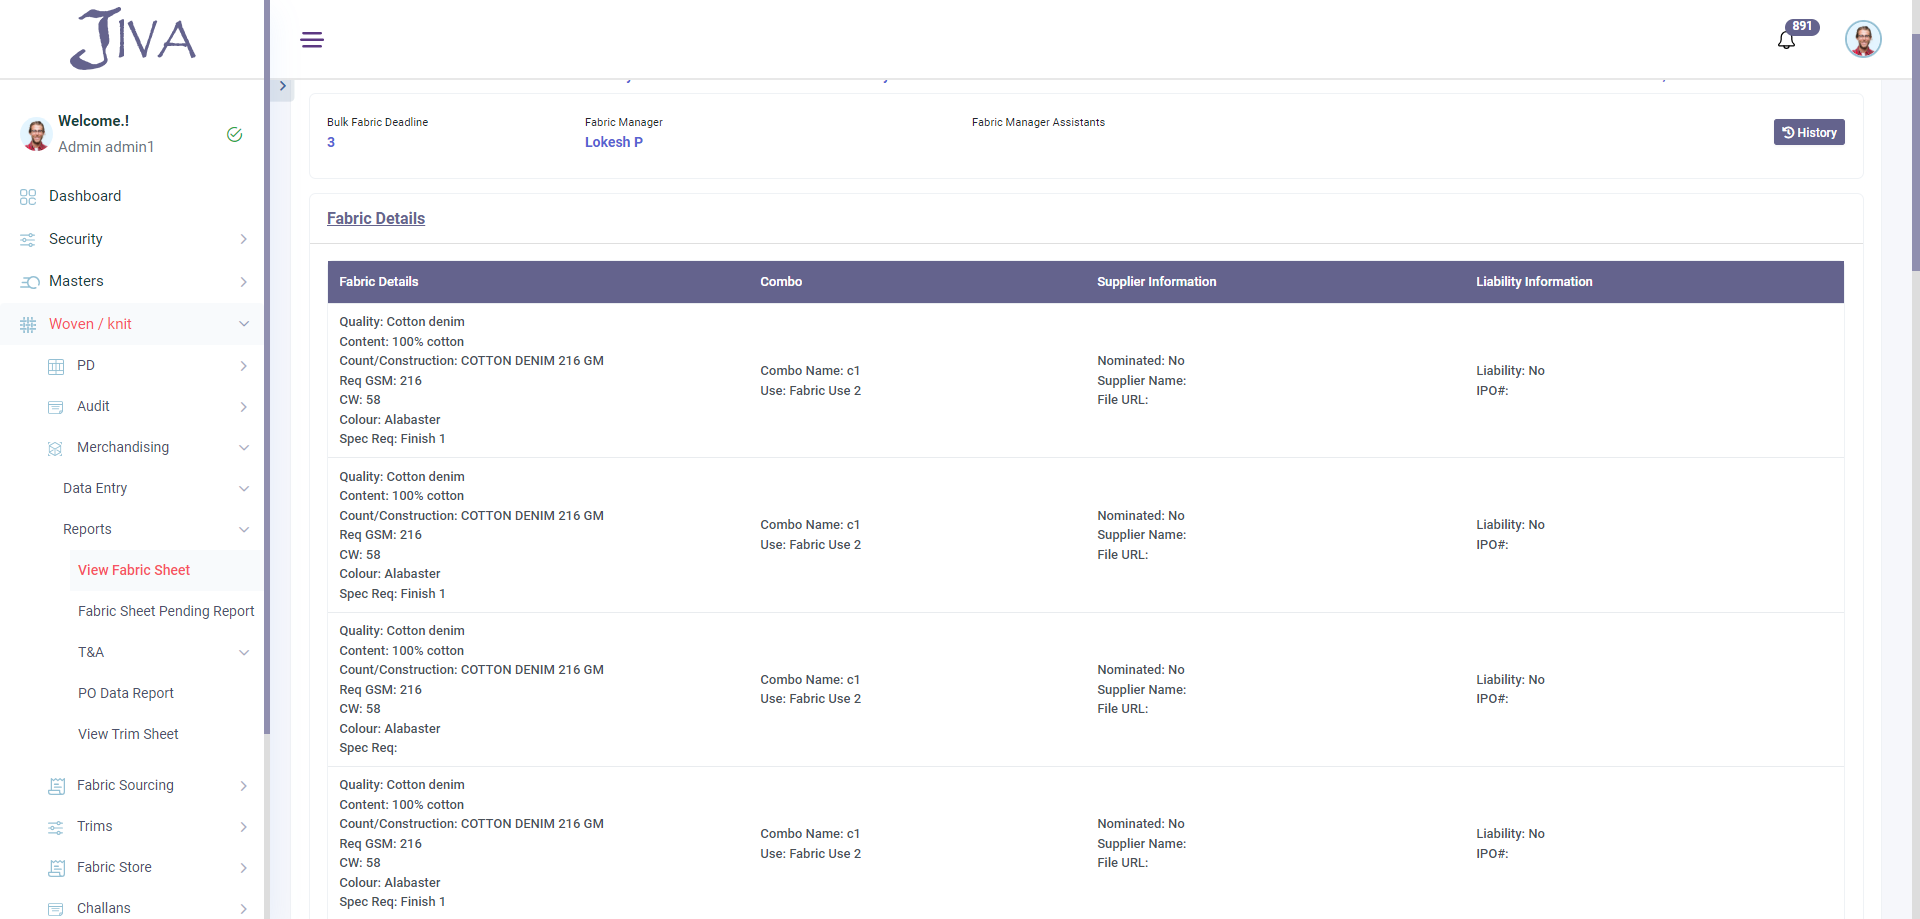 JIVA
891
Welcome.!
Admin admin1
Dashboard
Security
Masters
Woven / knit
PD
Audit
Merchandising
Data Entry
Reports
View Fabric Sheet
Fabric Sheet Pending Report
T&A
PO Data Report
View Trim Sheet
Fabric Sourcing
Trims
Fabric Store
Challans
Bulk Fabric Deadline
3
Fabric Manager
Lokesh P
Fabric Manager Assistants
History
Fabric Details
Fabric Details Combo Supplier Information Liability Information
Quality: Cotton denim
Content: 100% cotton
Count/Construction: COTTON DENIM 216 GM
Req GSM: 216
CW: 58
Colour: Alabaster
Spec Req: Finish 1
Combo Name: c1
Use: Fabric Use 2
Nominated: No
Supplier Name:
File URL:
Liability: No
IPO#:
Quality: Cotton denim
Content: 100% cotton
Count/Construction: COTTON DENIM 216 GM
Req GSM: 216
CW: 58
Colour: Alabaster
Spec Req: Finish 1
Combo Name: c1
Use: Fabric Use 2
Nominated: No
Supplier Name:
File URL:
Liability: No
IPO#:
Quality: Cotton denim
Content: 100% cotton
Count/Construction: COTTON DENIM 216 GM
Req GSM: 216
CW: 58
Colour: Alabaster
Spec Req:
Combo Name: c1
Use: Fabric Use 2
Nominated: No
Supplier Name:
File URL:
Liability: No
IPO#:
Quality: Cotton denim
Content: 100% cotton
Count/Construction: COTTON DENIM 216 GM
Req GSM: 216
CW: 58
Colour: Alabaster
Spec Req: Finish 1
Combo Name: c1
Use: Fabric Use 2
Nominated: No
Supplier Name:
File URL:
Liability: No
IPO#: